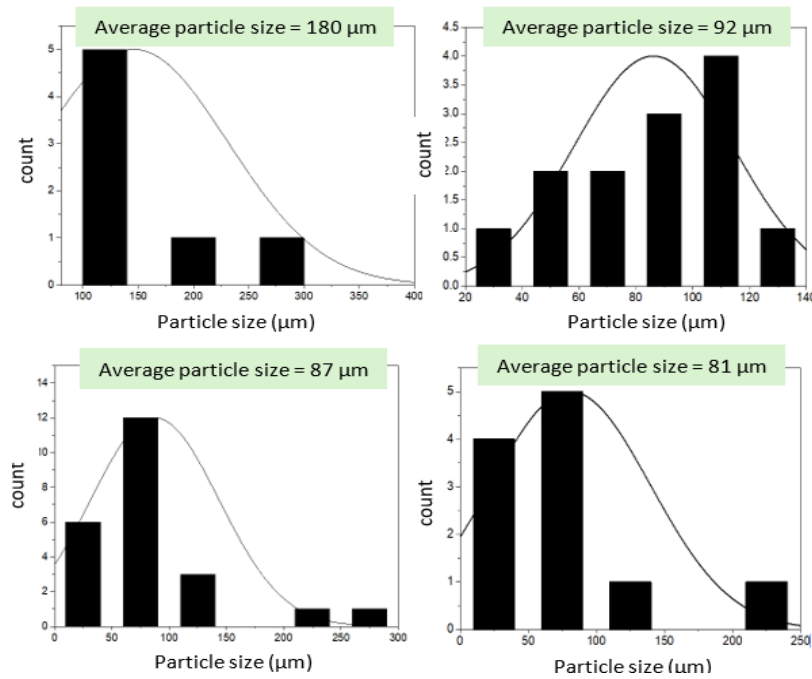 Average particle size = 180 µm
5
4
3
2
1
0
count
100 150 200 250 300 350 400
Particle size (µm)
Average particle size = 92 µm
4.5
4.0
3.5
3.0
2.5
2.0
1.5
1.0
0.5
0.0
count
20 40 60 80 100 120 140
Particle size (µm)
Average particle size = 87 µm
14
12
10
8
6
4
2
0
count
0 50 100 150 200 250 300
Particle size (µm)
Average particle size = 81 µm
5
4
3
2
1
0
count
0 50 100 150 200 250
Particle size (µm)